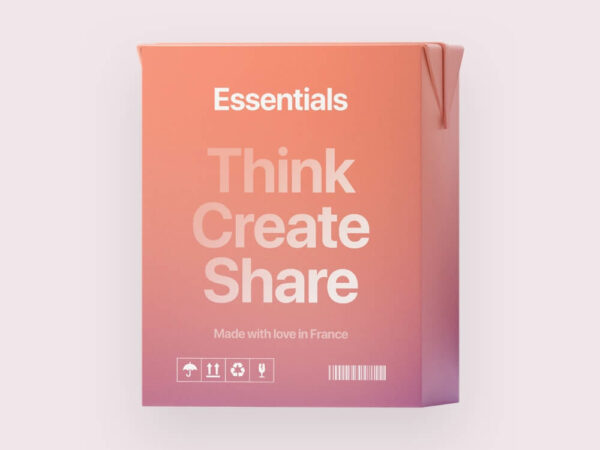 Essentials
Think
Create
Share
Made with love in France